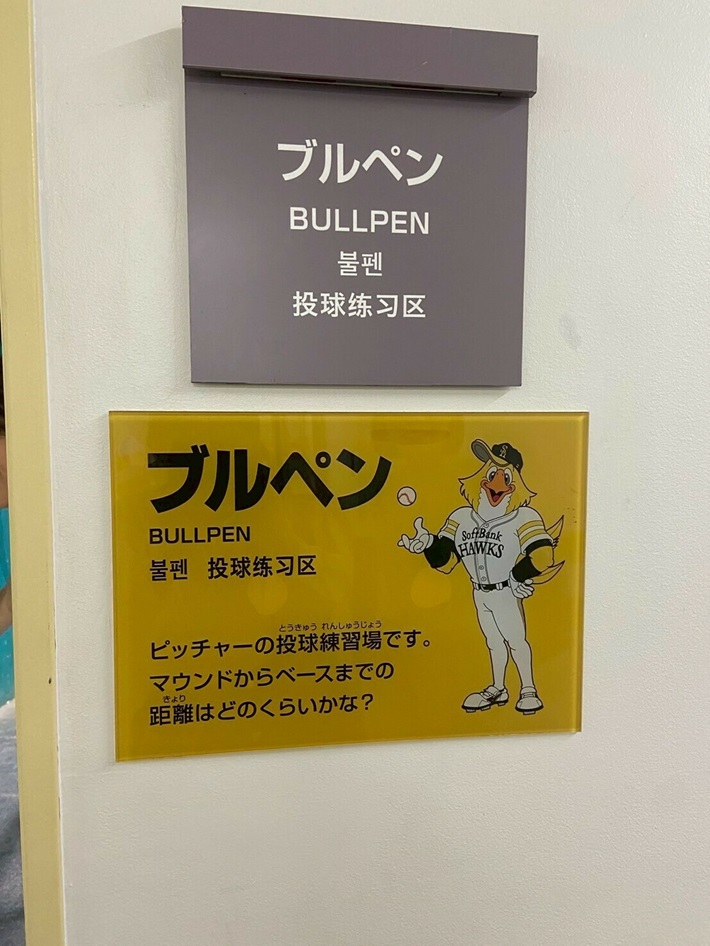 ブルペン
BULLPEN
불펜
投球练习区
ブルペン
BULLPEN
불펜 投球练习区
SoftBank
HAWKS
とうきゅう れんしゅうじょう
ピッチャーの投球練習場です。
マウンドからベースまでの
きょり
距離はどのくらいかな？